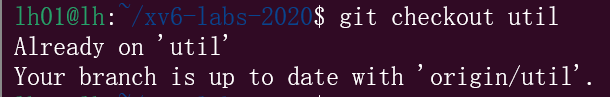 lh01@lh:~/xv6-labs-2020$ git checkout util
Already on 'util'
Your branch is up to date with 'origin/util'.